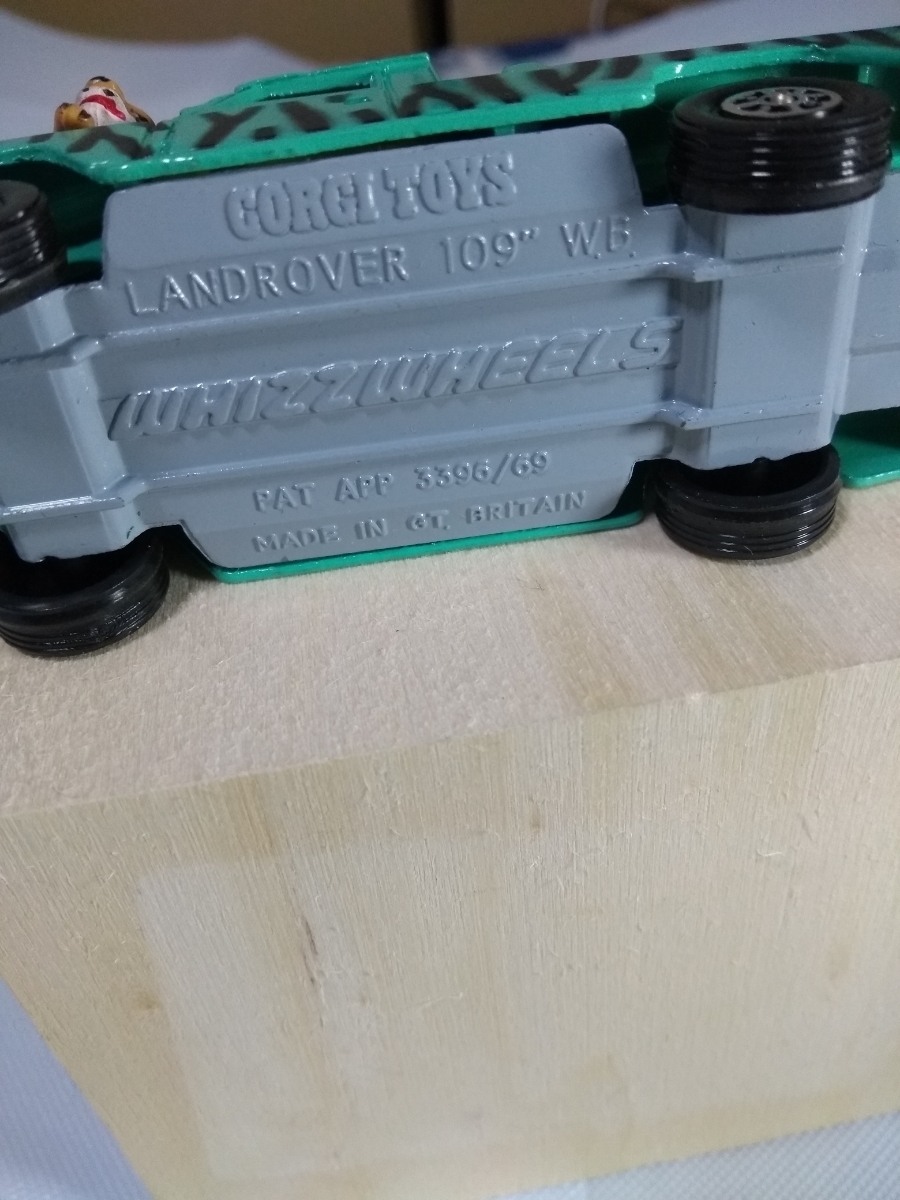 CORGI TOYS
LANDROVER 109" W.B.
WHIZZWHEELS
PAT APP 3396/69
MADE IN GT. BRITAIN